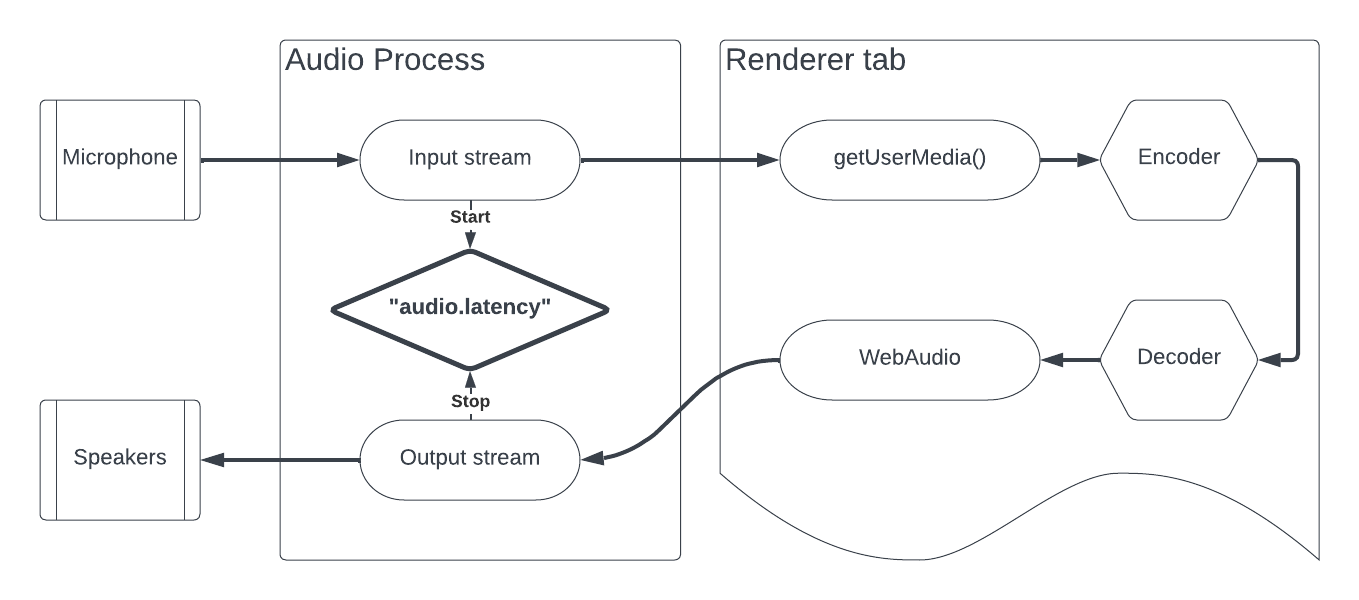 Audio Process
Renderer tab
Microphone
Input stream
getUserMedia()
Encoder
Start
"audio.latency"
Stop
WebAudio
Decoder
Speakers
Output stream